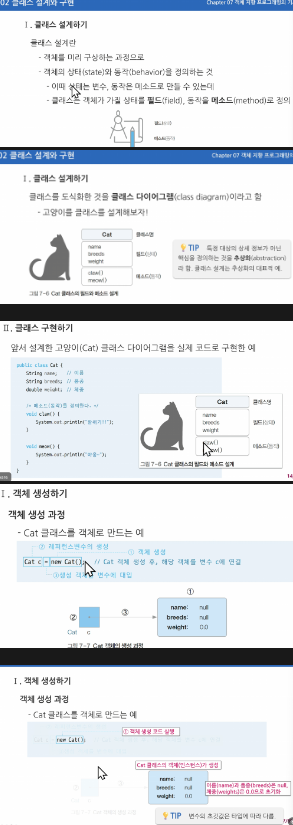 02 클래스 설계와 구현
Chapter 07 객체 지향 프로그래밍의 기
I. 클래스 설계하기
클래스 설계란
- 객체를 미리 구상하는 과정으로
- 객체의 상태(state)와 동작(behavior)을 정의하는 것
- 이때 상태는 변수, 동작은 메소드로 만들 수 있는데
- 클래스는 객체가 가질 상태를 필드(field), 동작을 메소드(method)로 정의
필드(상태)
메소드(동작)
02 클래스 설계와 구현
Chapter 07 객체 지향 프로그래밍의
I. 클래스 설계하기
클래스를 도식화한 것을 클래스 다이어그램(class diagram)이라고 함
- 고양이를 클래스를 설계해보자!
Cat
클래스명
name
breeds
weight
필드(상태)
claw()
meow()
메소드(동작)
TIP 특정 대상의 상세 정보가 아닌
핵심을 정의하는 것을 추상화(abstraction)
라 함. 클래스 설계는 추상화의 대표적 예.
그림 7-6 Cat 클래스의 필드와 메소드 설계
II. 클래스 구현하기
앞서 설계한 고양이(Cat) 클래스 다이어그램을 실제 코드로 구현한 예
public class Cat {
String name; // 이름
String breeds; // 품종
double weight; // 체중
void claw() {
System.out.println("할퀴기!");
}
void meow() {
System.out.println("야옹~");
}
}
Cat
클래스명
name
breeds
weight
필드(상태)
claw()
meow()
메소드(동작)
그림 7-6 Cat 클래스의 필드와 메소드 설계
14
I. 객체 생성하기
객체 생성 과정
- Cat 클래스를 객체로 만드는 예
② 레퍼런스변수의 생성
① 객체 생성
Cat c = new Cat(); // Cat 객체 생성 후, 해당 객체를 변수 c에 연결
③생성 객체를 변수에 대입
①
② ③
name: null
breeds: null
weight: 0.0
Cat c
그림 7-7 Cat 객체의 생성 과정
I. 객체 생성하기
객체 생성 과정
- Cat 클래스를 객체로 만드는 예
① 객체 생성 코드 실행
new Cat();
Cat 클래스의 객체(인스턴스)가 생성
name: null
breeds: null
weight: 0.0
이름(name)과 품종(breeds)은 null,
체중(weight)은 0.0으로 초기화
TIP 변수의 초깃값은 타입에 따라 다름